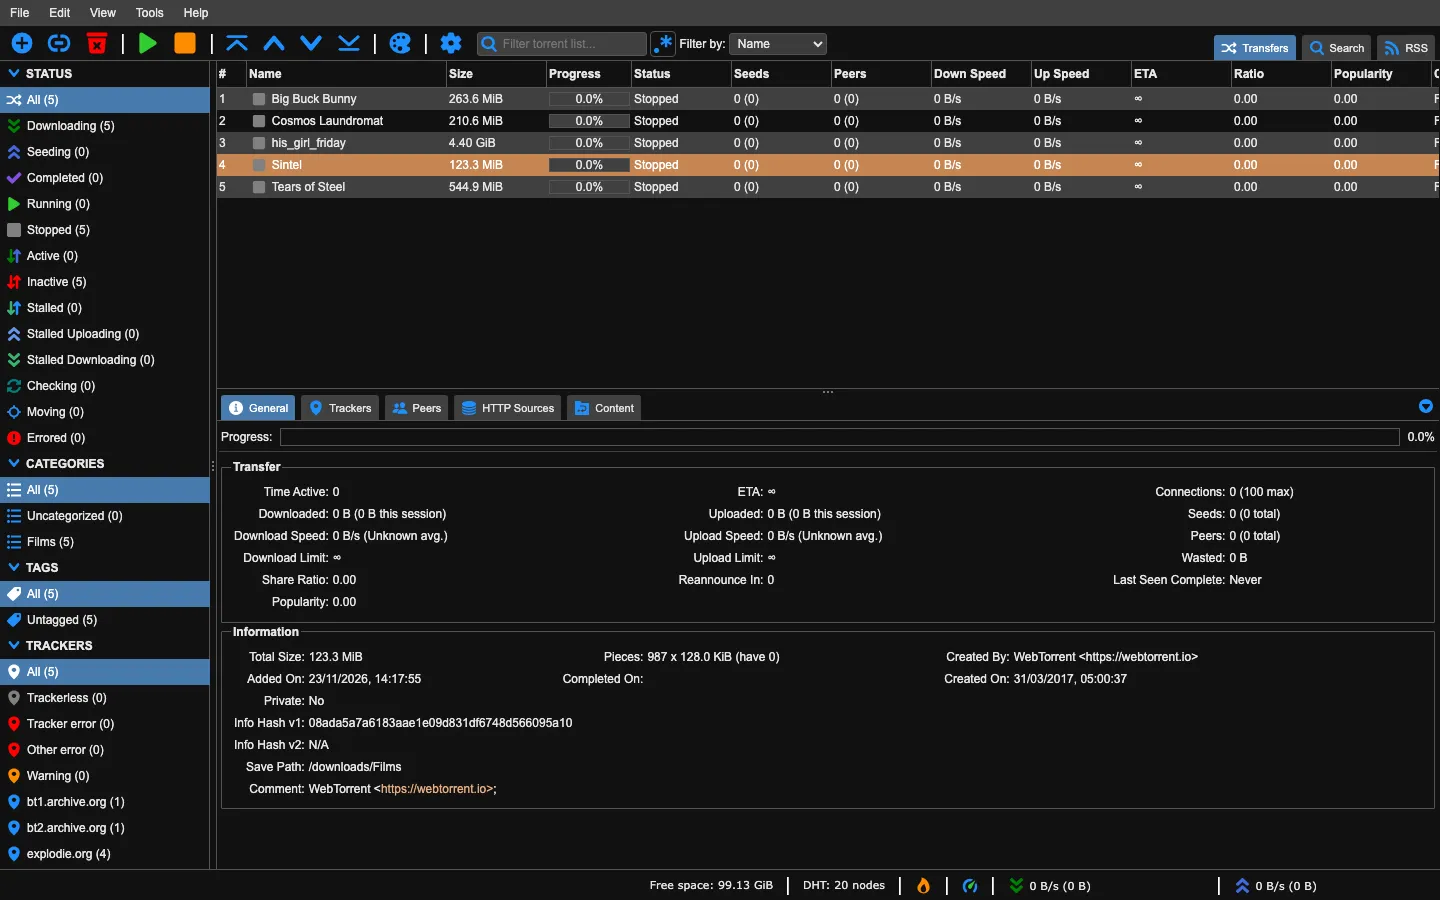 File Edit View Tools Help
Filter torrent list... .* Filter by: Name
Transfers Search RSS
STATUS
All (5)
Downloading (5)
Seeding (0)
Completed (0)
Running (0)
Stopped (5)
Active (0)
Inactive (5)
Stalled (0)
Stalled Uploading (0)
Stalled Downloading (0)
Checking (0)
Moving (0)
Errored (0)
CATEGORIES
All (5)
Uncategorized (0)
Films (5)
TAGS
All (5)
Untagged (5)
TRACKERS
All (5)
Trackerless (0)
Tracker error (0)
Other error (0)
Warning (0)
bt1.archive.org (1)
bt2.archive.org (1)
explodie.org (4)
# Name Size Progress Status Seeds Peers Down Speed Up Speed ETA Ratio Popularity
1 Big Buck Bunny 263.6 MiB 0.0% Stopped 0 (0) 0 (0) 0 B/s 0 B/s ∞ 0.00 0.00
2 Cosmos Laundromat 210.6 MiB 0.0% Stopped 0 (0) 0 (0) 0 B/s 0 B/s ∞ 0.00 0.00
3 his_girl_friday 4.40 GiB 0.0% Stopped 0 (0) 0 (0) 0 B/s 0 B/s ∞ 0.00 0.00
4 Sintel 123.3 MiB 0.0% Stopped 0 (0) 0 (0) 0 B/s 0 B/s ∞ 0.00 0.00
5 Tears of Steel 544.9 MiB 0.0% Stopped 0 (0) 0 (0) 0 B/s 0 B/s ∞ 0.00 0.00
General Trackers Peers HTTP Sources Content
Progress: 0.0%
Transfer
Time Active: 0 ETA: ∞ Connections: 0 (100 max)
Downloaded: 0 B (0 B this session) Uploaded: 0 B (0 B this session) Seeds: 0 (0 total)
Download Speed: 0 B/s (Unknown avg.) Upload Speed: 0 B/s (Unknown avg.) Peers: 0 (0 total)
Download Limit: ∞ Upload Limit: ∞ Wasted: 0 B
Share Ratio: 0.00 Reannounce In: 0 Last Seen Complete: Never
Popularity: 0.00
Information
Total Size: 123.3 MiB Pieces: 987 x 128.0 KiB (have 0) Created By: WebTorrent <https://webtorrent.io>
Added On: 23/11/2026, 14:17:55 Completed On: Created On: 31/03/2017, 05:00:37
Private: No
Info Hash v1: 08ada5a7a6183aae1e09d831df6748d566095a10
Info Hash v2: N/A
Save Path: /downloads/Films
Comment: WebTorrent <https://webtorrent.io>;
Free space: 99.13 GiB DHT: 20 nodes 0 B/s (0 B) 0 B/s (0 B)